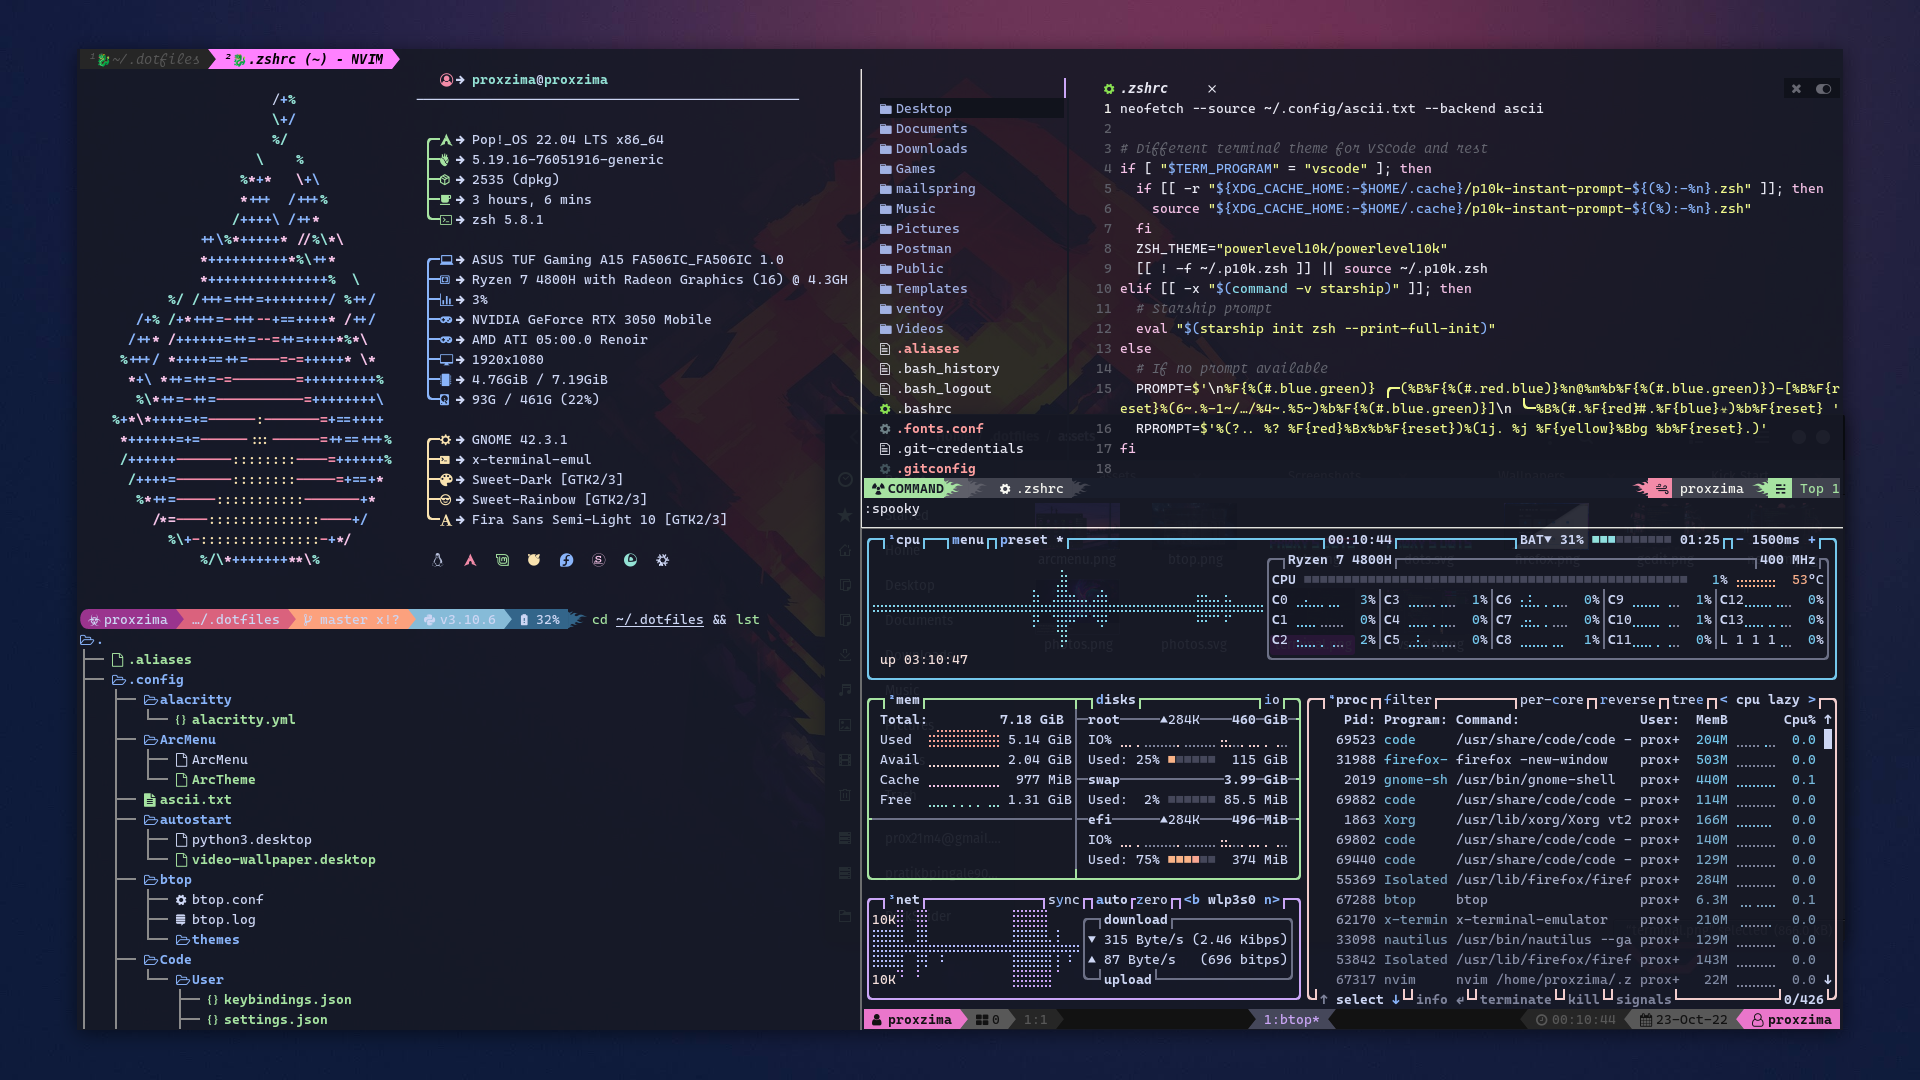 ~/.dotfiles
.zshrc (~) - NVIM
proxzima@proxzima
Pop!_OS 22.04 LTS x86_64
5.19.16-76051916-generic
2535 (dpkg)
3 hours, 6 mins
zsh 5.8.1
ASUS TUF Gaming A15 FA506IC_FA506IC 1.0
Ryzen 7 4800H with Radeon Graphics (16) @ 4.3GH
3%
NVIDIA GeForce RTX 3050 Mobile
AMD ATI 05:00.0 Renoir
1920x1080
4.76GiB / 7.19GiB
93G / 461G (22%)
GNOME 42.3.1
x-terminal-emul
Sweet-Dark [GTK2/3]
Sweet-Rainbow [GTK2/3]
Fira Sans Semi-Light 10 [GTK2/3]
proxzima …/.dotfiles master x!? v3.10.6 32% cd ~/.dotfiles && lst
.
.aliases
.config
alacritty
alacritty.yml
ArcMenu
ArcMenu
ArcTheme
ascii.txt
autostart
python3.desktop
video-wallpaper.desktop
btop
btop.conf
btop.log
themes
Code
User
keybindings.json
settings.json
Desktop
Documents
Downloads
Games
mailspring
Music
Pictures
Postman
Public
Templates
ventoy
Videos
.aliases
.bash_history
.bash_logout
.bashrc
.fonts.conf
.git-credentials
.gitconfig
.zshrc ×
1 neofetch --source ~/.config/ascii.txt --backend ascii
2
3 # Different terminal theme for VSCode and rest
4 if [ "$TERM_PROGRAM" = "vscode" ]; then
5 if [[ -r "${XDG_CACHE_HOME:-$HOME/.cache}/p10k-instant-prompt-${(%):-%n}.zsh" ]]; then
6 source "${XDG_CACHE_HOME:-$HOME/.cache}/p10k-instant-prompt-${(%):-%n}.zsh"
7 fi
8 ZSH_THEME="powerlevel10k/powerlevel10k"
9 [[ ! -f ~/.p10k.zsh ]] || source ~/.p10k.zsh
10 elif [[ -x "$(command -v starship)" ]]; then
11 # Starship prompt
12 eval "$(starship init zsh --print-full-init)"
13 else
14 # If no prompt available
15 PROMPT=$'\n%F{%(#.blue.green)} ┌─(%B%F{%(#.red.blue)}%n@%m%b%F{%(#.blue.green)})-[%B%F{r
eset}%(6~.%-1~/…/%4~.%5~)%b%F{%(#.blue.green)}]\n └─%B%(#.%F{red}#.%F{blue}✌)%b%F{reset} '
16 RPROMPT=$'%(?.. %? %F{red}%Bx%b%F{reset})%(1j. %j %F{yellow}%Bbg %b%F{reset}.)'
17 fi
18
COMMAND .zshrc proxzima Top 1
:spooky
¹cpu menu preset * 00:10:44 BAT▼ 31% 01:25 - 1500ms +
Ryzen 7 4800H 400 MHz
CPU 1% 53°C
C0 3% C3 1% C6 0% C9 1% C12 0%
C1 0% C4 0% C7 0% C10 1% C13 0%
C2 2% C5 0% C8 1% C11 0% L 1 1 1 0%
up 03:10:47
²mem
Total: 7.18 GiB
Used 5.14 GiB
Avail 2.04 GiB
Cache 977 MiB
Free 1.31 GiB
disks io
root ▲284K 460 GiB
IO%
Used: 25% 115 GiB
swap 3.99 GiB
Used: 2% 85.5 MiB
efi ▲284K 496 MiB
IO%
Used: 75% 374 MiB
³net sync auto zero <b wlp3s0 n>
10K
download
▼ 315 Byte/s (2.46 Kibps)
▲ 87 Byte/s (696 bitps)
10K upload
⁴proc filter per-core reverse tree < cpu lazy >
Pid: Program: Command: User: MemB Cpu% ↑
69523 code /usr/share/code/code - prox+ 204M 0.0
31988 firefox- firefox -new-window prox+ 503M 0.0
2019 gnome-sh /usr/bin/gnome-shell prox+ 440M 0.1
69882 code /usr/share/code/code - prox+ 114M 0.0
1863 Xorg /usr/lib/xorg/Xorg vt2 prox+ 166M 0.0
69802 code /usr/share/code/code - prox+ 140M 0.0
69440 code /usr/share/code/code - prox+ 129M 0.0
55369 Isolated /usr/lib/firefox/firef prox+ 284M 0.0
67288 btop btop prox+ 6.3M 0.1
62170 x-termin x-terminal-emulator prox+ 210M 0.0
33098 nautilus /usr/bin/nautilus --ga prox+ 129M 0.0
53842 Isolated /usr/lib/firefox/firef prox+ 143M 0.0
67317 nvim nvim /home/proxzima/.z prox+ 22M 0.0 ↓
↑ select ↓ info ↵ terminate kill signals 0/426
proxzima 0 1:1 1:btop* 00:10:44 23-Oct-22 proxzima